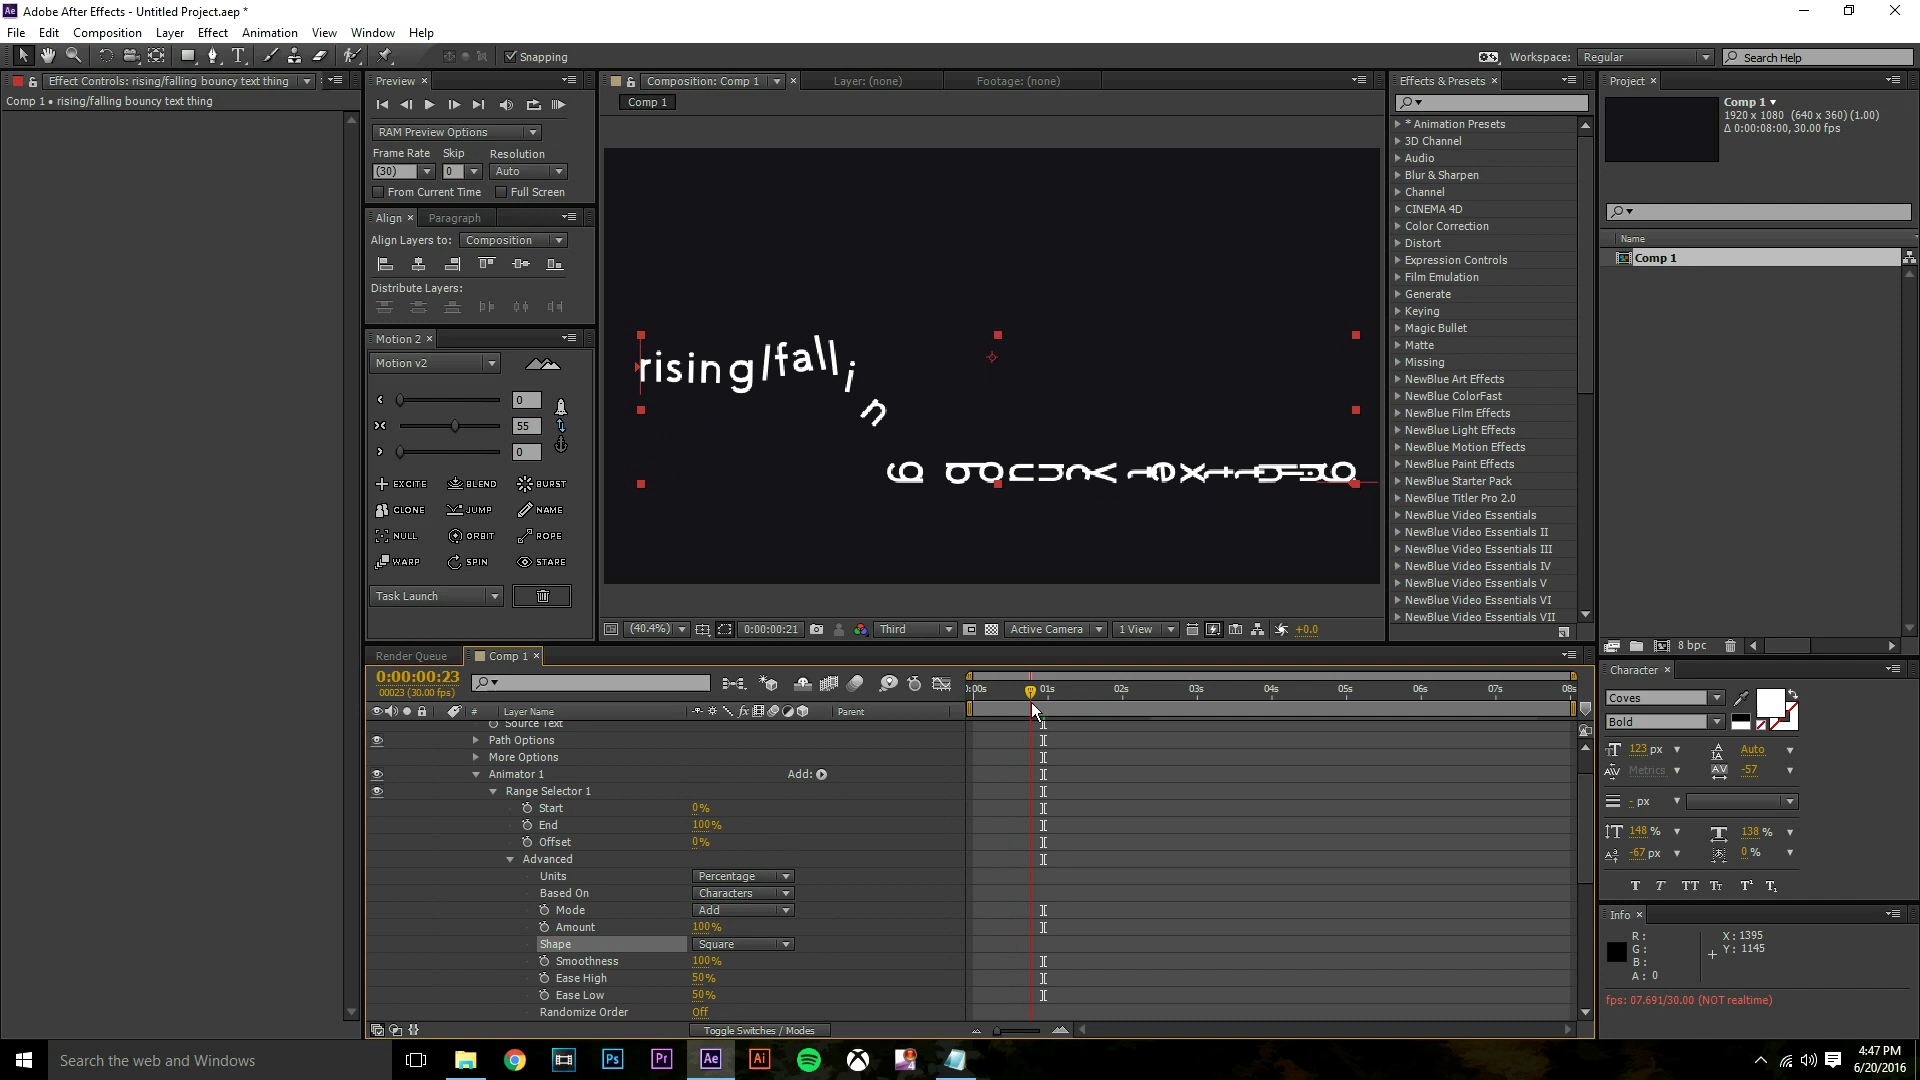 Adobe After Effects - Untitled Project.aep *
File Edit Composition Layer Effect Animation View Window Help
Snapping
Workspace: Regular
Search Help
Effect Controls: rising/falling bouncy text thing
Comp 1 • rising/falling bouncy text thing
Preview
RAM Preview Options
Frame Rate Skip Resolution
(30) 0 Auto
From Current Time Full Screen
Align Paragraph
Align Layers to: Composition
Distribute Layers:
Motion 2
Motion v2
0
55
0
EXCITE BLEND BURST
CLONE JUMP NAME
NULL ORBIT ROPE
WARP SPIN STARE
Task Launch
Composition: Comp 1 Layer: (none) Footage: (none)
Comp 1
rising/fallin
g bouncy text thing
(40.4%) 0:00:00:21 Third Active Camera 1 View +0.0
Effects & Presets
* Animation Presets
3D Channel
Audio
Blur & Sharpen
Channel
CINEMA 4D
Color Correction
Distort
Expression Controls
Film Emulation
Generate
Keying
Magic Bullet
Matte
Missing
NewBlue Art Effects
NewBlue ColorFast
NewBlue Film Effects
NewBlue Light Effects
NewBlue Motion Effects
NewBlue Paint Effects
NewBlue Starter Pack
NewBlue Titler Pro 2.0
NewBlue Video Essentials
NewBlue Video Essentials II
NewBlue Video Essentials III
NewBlue Video Essentials IV
NewBlue Video Essentials V
NewBlue Video Essentials VI
NewBlue Video Essentials VII
Project
Comp 1
1920 x 1080 (640 x 360) (1.00)
Δ 0:00:08:00, 30.00 fps
Name
Comp 1
8 bpc
Render Queue Comp 1
0:00:00:23
00023 (30.00 fps)
:00s 01s 02s 03s 04s 05s 06s 07s 08s
# Layer Name Parent
Source Text
Path Options
More Options
Animator 1 Add:
Range Selector 1
Start 0%
End 100%
Offset 0%
Advanced
Units Percentage
Based On Characters
Mode Add
Amount 100%
Shape Square
Smoothness 100%
Ease High 50%
Ease Low 50%
Randomize Order Off
Toggle Switches / Modes
Character
Coves
Bold
123 px Auto
Metrics -57
- px
148 % 138 %
-67 px 0 %
T T TT Tt T¹ T₁
Info
R: X: 1395
G: Y: 1145
B:
A: 0
fps: 07.691/30.00 (NOT realtime)
Search the web and Windows
Ps Pr Ae Ai
4:47 PM
6/20/2016